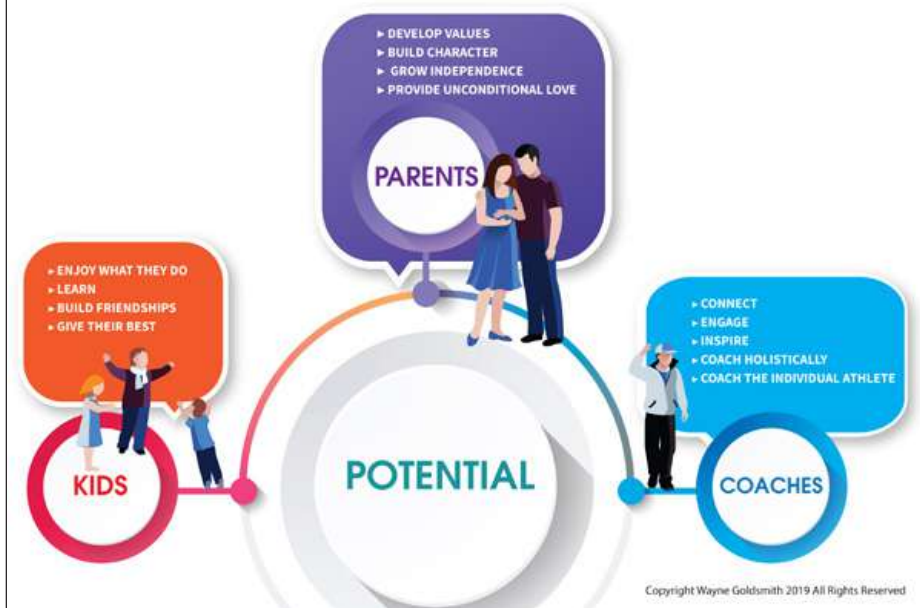 ► DEVELOP VALUES
► BUILD CHARACTER
► GROW INDEPENDENCE
► PROVIDE UNCONDITIONAL LOVE
PARENTS
► ENJOY WHAT THEY DO
► LEARN
► BUILD FRIENDSHIPS
► GIVE THEIR BEST
KIDS
► CONNECT
► ENGAGE
► INSPIRE
► COACH HOLISTICALLY
► COACH THE INDIVIDUAL ATHLETE
COACHES
POTENTIAL
Copyright Wayne Goldsmith 2019 All Rights Reserved